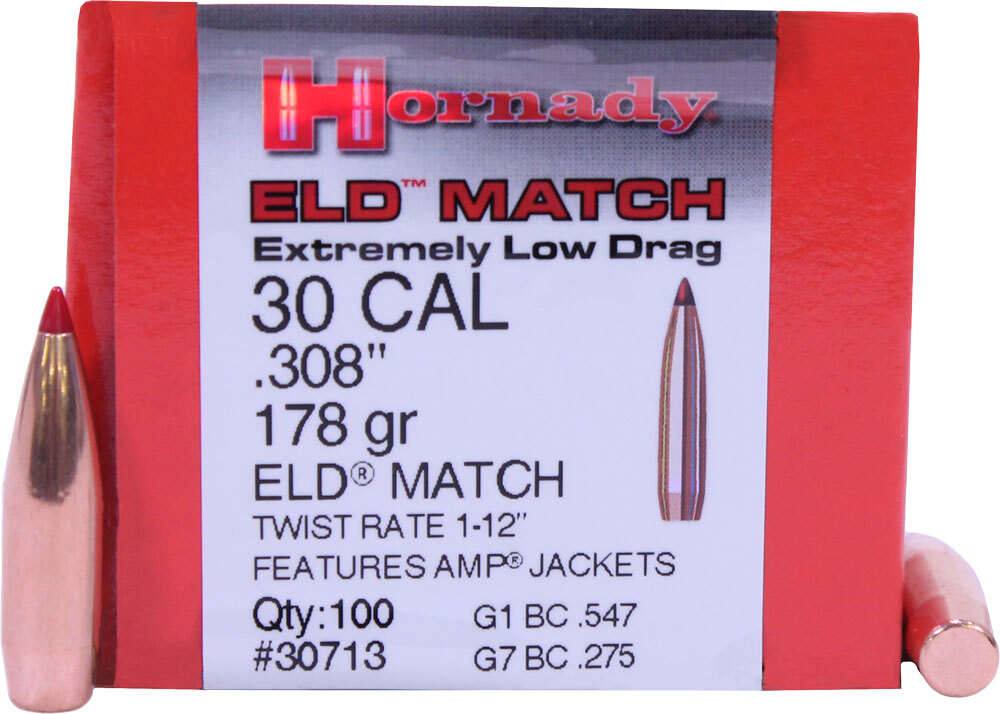 Hornady®
ELD™ MATCH
Extremely Low Drag
30 CAL
.308"
178 gr
ELD® MATCH
TWIST RATE 1-12"
FEATURES AMP® JACKETS
Qty:100 G1 BC .547
#30713 G7 BC .275